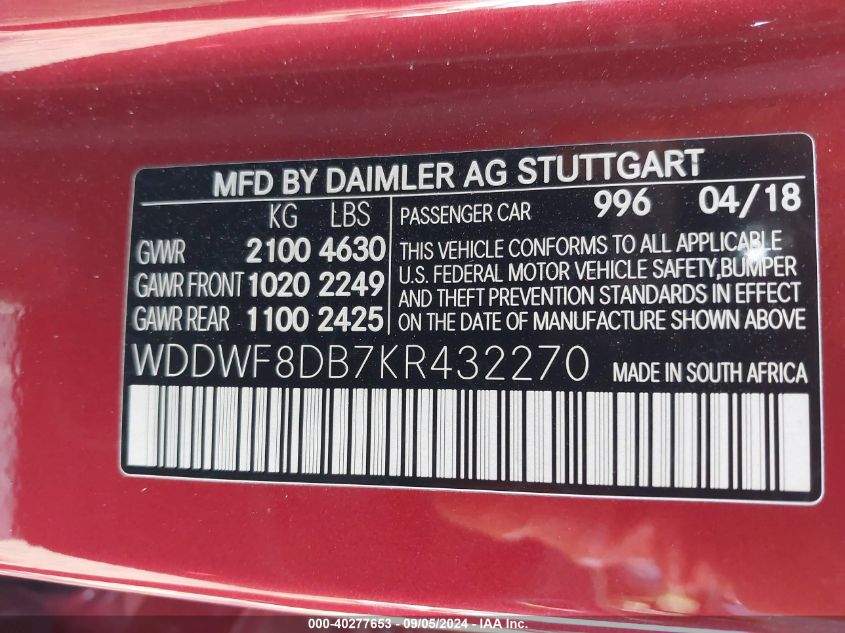 MFD BY DAIMLER AG STUTTGART
KG LBS
GVWR 2100 4630
GAWR FRONT 1020 2249
GAWR REAR 1100 2425
PASSENGER CAR 996 04/18
THIS VEHICLE CONFORMS TO ALL APPLICABLE
U.S. FEDERAL MOTOR VEHICLE SAFETY,BUMPER
AND THEFT PREVENTION STANDARDS IN EFFECT
ON THE DATE OF MANUFACTURE SHOWN ABOVE
WDDWF8DB7KR432270 MADE IN SOUTH AFRICA
000-40277653 - 09/05/2024 - IAA Inc.